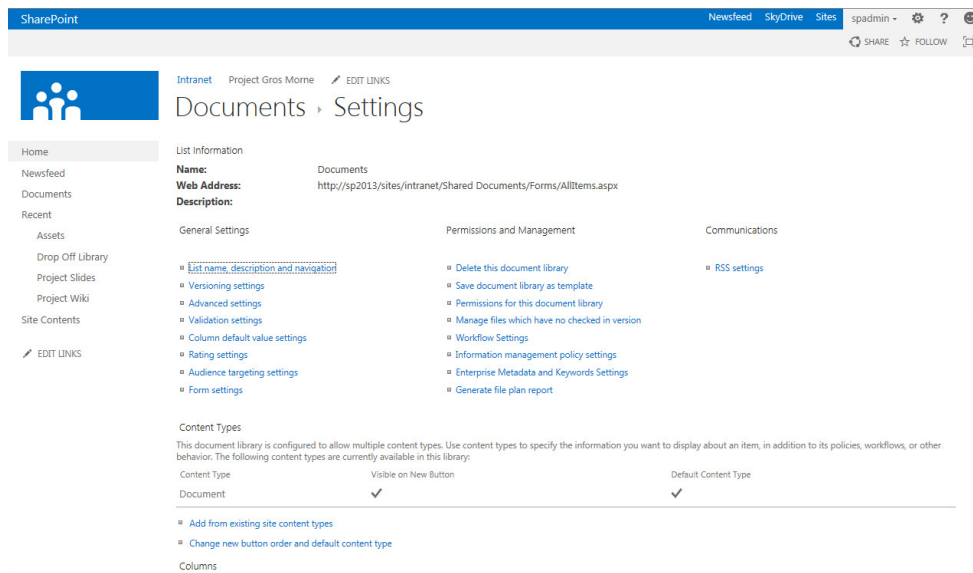 SharePoint
Newsfeed SkyDrive Sites spadmin ?
SHARE FOLLOW
Intranet Project Gros Morne EDIT LINKS
Documents Settings
Home
Newsfeed
Documents
Recent
Assets
Drop Off Library
Project Slides
Project Wiki
Site Contents
EDIT LINKS
List Information
Name: Documents
Web Address: http://sp2013/sites/intranet/Shared Documents/Forms/AllItems.aspx
Description:
General Settings
List name, description and navigation
Versioning settings
Advanced settings
Validation settings
Column default value settings
Rating settings
Audience targeting settings
Form settings
Permissions and Management
Delete this document library
Save document library as template
Permissions for this document library
Manage files which have no checked in version
Workflow Settings
Information management policy settings
Enterprise Metadata and Keywords Settings
Generate file plan report
Communications
RSS settings
Content Types
This document library is configured to allow multiple content types. Use content types to specify the information you want to display about an item, in addition to its policies, workflows, or other
behavior. The following content types are currently available in this library:
Content Type Visible on New Button Default Content Type
Document
Add from existing site content types
Change new button order and default content type
Columns